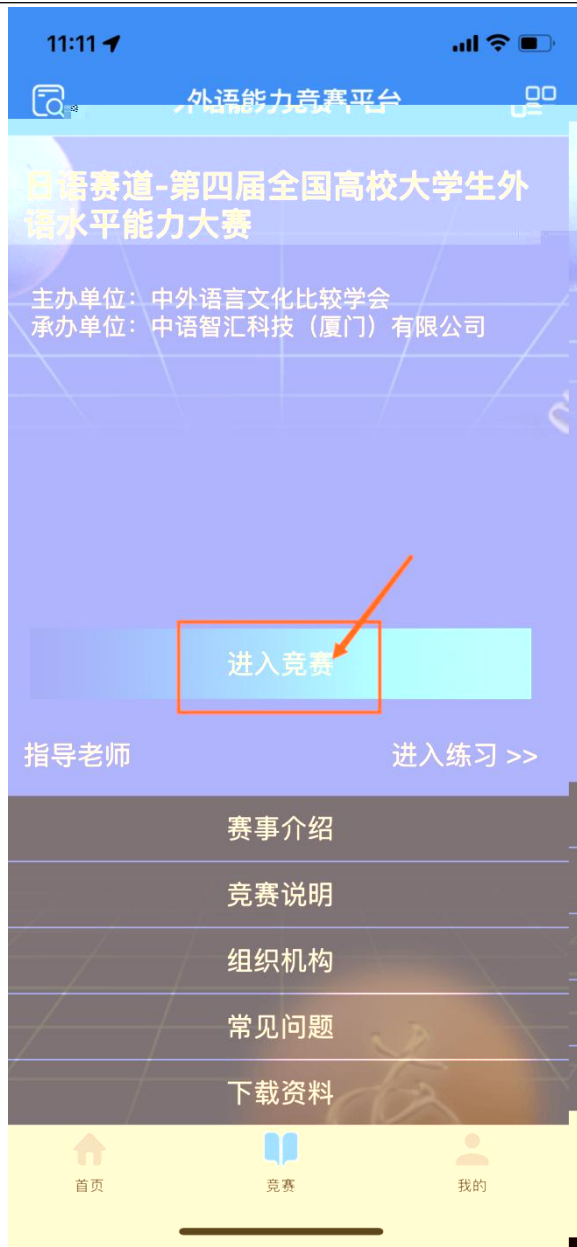 11:11
外语能力竞赛平台
日语赛道-第四届全国高校大学生外
语水平能力大赛
主办单位：中外语言文化比较学会
承办单位：中语智汇科技（厦门）有限公司
进入竞赛
指导老师
进入练习 >>
赛事介绍
竞赛说明
组织机构
常见问题
下载资料
首页
竞赛
我的